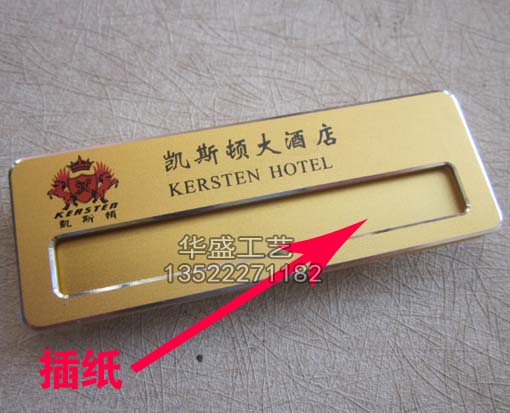 凯斯顿大酒店
KERSTEN HOTEL
KERSTEN
凯斯顿
华盛工艺
13522271182
插纸